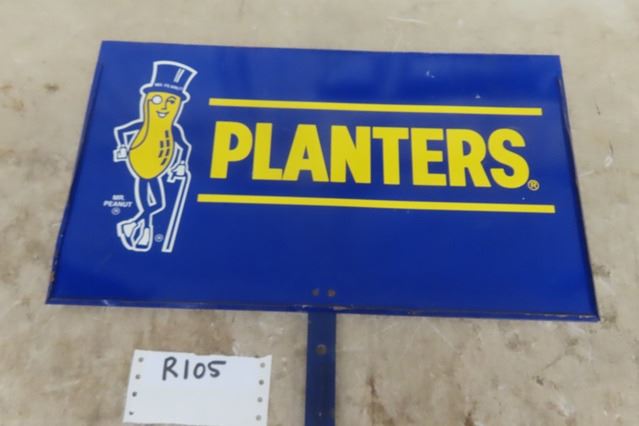 MR. PEANUT
PLANTERS®
MR.
PEANUT
®
®
R105